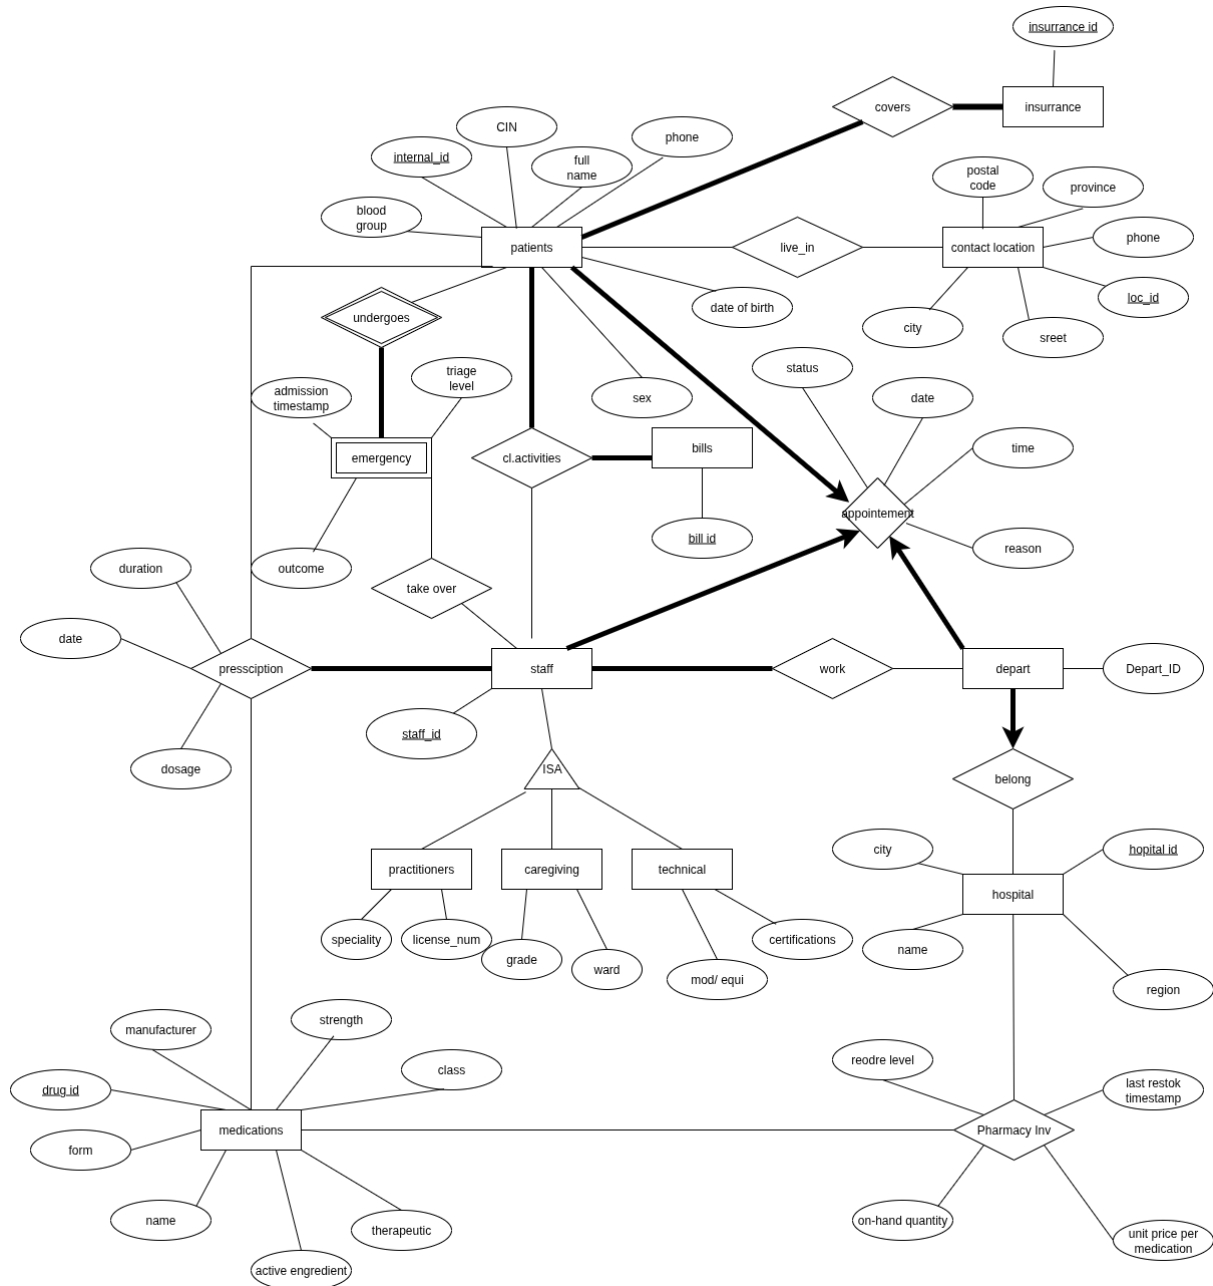 insurrance id
covers
insurrance
CIN
phone
internal_id
full
name
postal
code
province
blood
group
patients
live_in
contact location
phone
loc_id
date of birth
undergoes
city
sreet
triage
level
status
admission
timestamp
sex
date
emergency
cl.activities
bills
time
appointement
bill id
reason
outcome
duration
take over
date
pressciption
staff
work
depart
Depart_ID
staff_id
dosage
ISA
belong
city
hopital id
practitioners
caregiving
technical
hospital
speciality
license_num
certifications
name
grade
ward
mod/ equi
region
strength
manufacturer
reodre level
class
drug id
last restok
timestamp
medications
Pharmacy Inv
form
name
therapeutic
on-hand quantity
unit price per
medication
active engredient